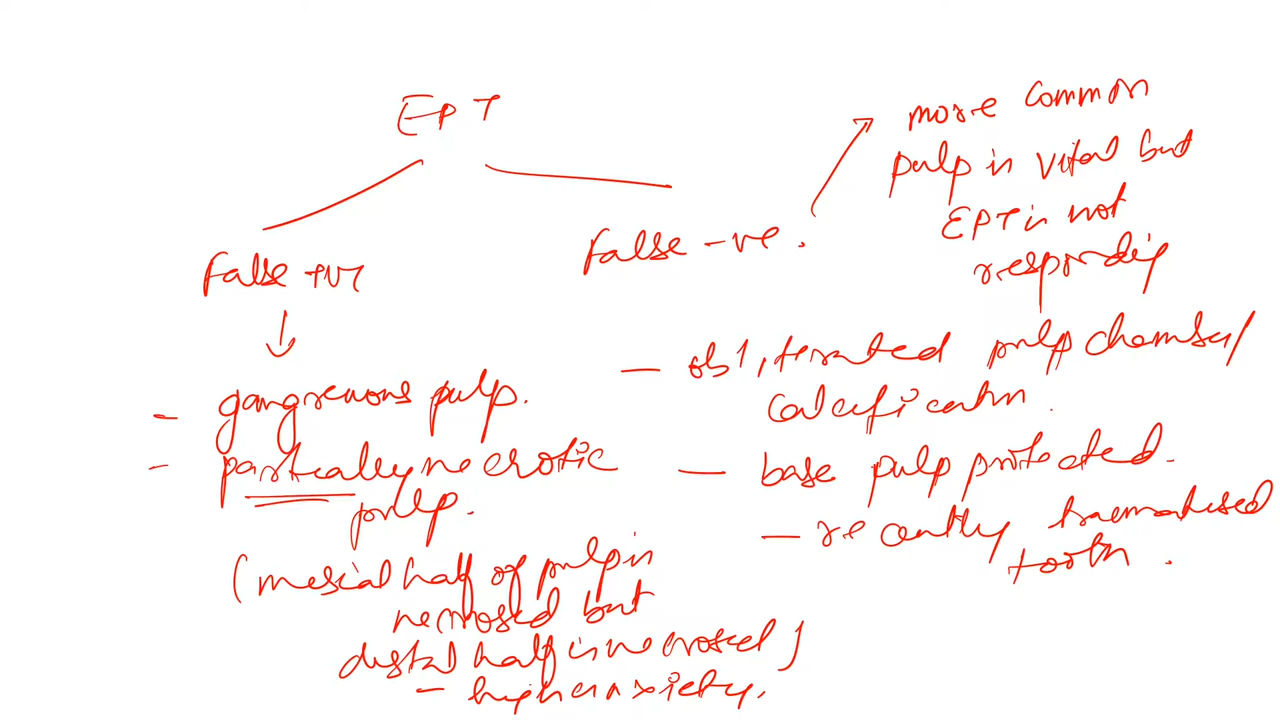 EPT
False +ve
- gangrenous pulp.
- partially necrotic
pulp.
(mesial half of pulp is
necrosed but
distal half is necrosed)
- higher anxiety.
False -ve.
more common
pulp is vital but
EPT is not
responding
- obliterated pulp chamber/
calcification.
- base pulp protected.
- recently traumatised
tooth.